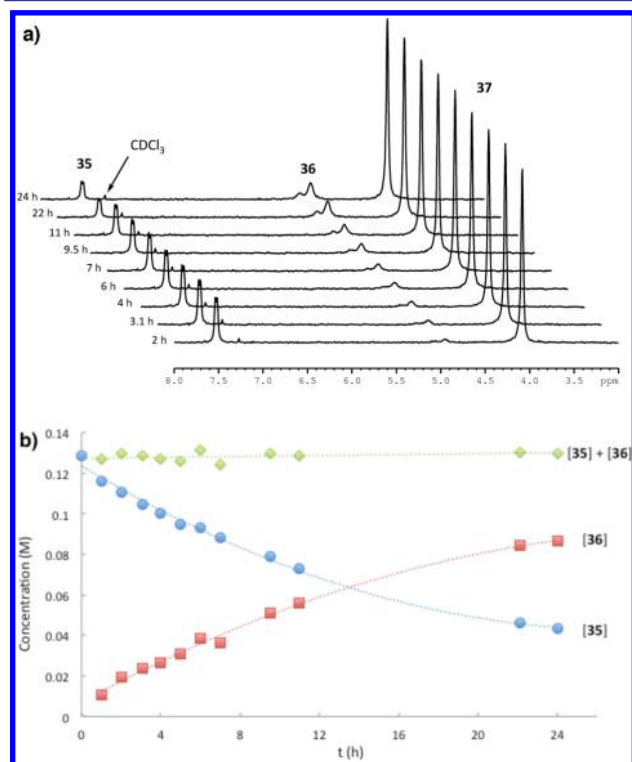 a)
37
35
CDCl3
36
24 h
22 h
11 h
9.5 h
7 h
6 h
4 h
3.1 h
2 h
8.0 7.5 7.0 6.5 6.0 5.5 5.0 4.5 4.0 3.5 ppm
b)
0.14
0.12
0.1
0.08
0.06
0.04
0.02
0
Concentration (M)
[35] + [36]
[36]
[35]
0 4 8 12 16 20 24
t (h)